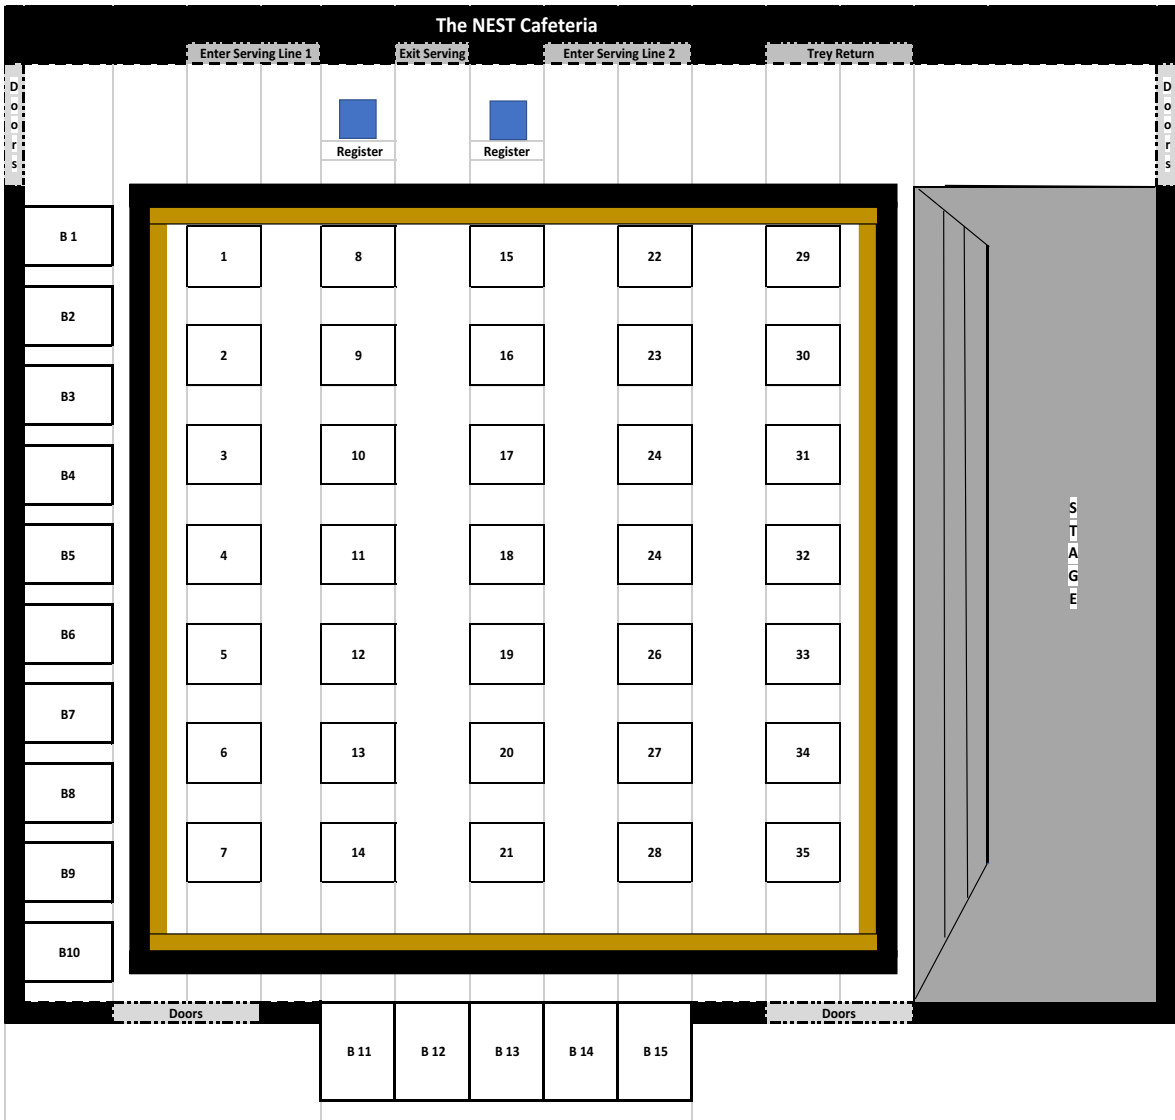 The NEST Cafeteria
Enter Serving Line 1
Exit Serving
Enter Serving Line 2
Trey Return
Doors
Doors
Register
Register
B 1
1
8
15
22
29
B2
2
9
16
23
30
B3
3
10
17
24
31
B4
4
11
18
24
32
B5
STAGE
5
12
19
26
33
B6
6
13
20
27
34
B7
7
14
21
28
35
B8
B9
B10
Doors
Doors
B 11
B 12
B 13
B 14
B 15